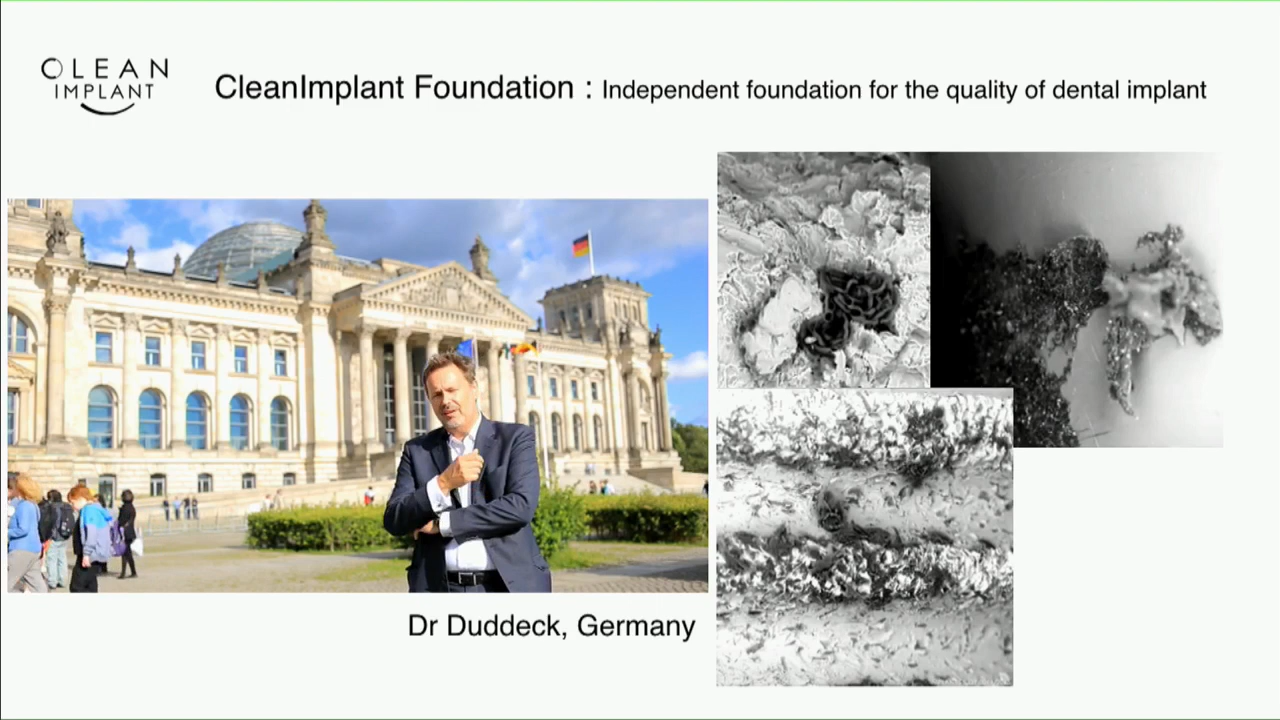 CLEAN
IMPLANT
CleanImplant Foundation : Independent foundation for the quality of dental implant
Dr Duddeck, Germany